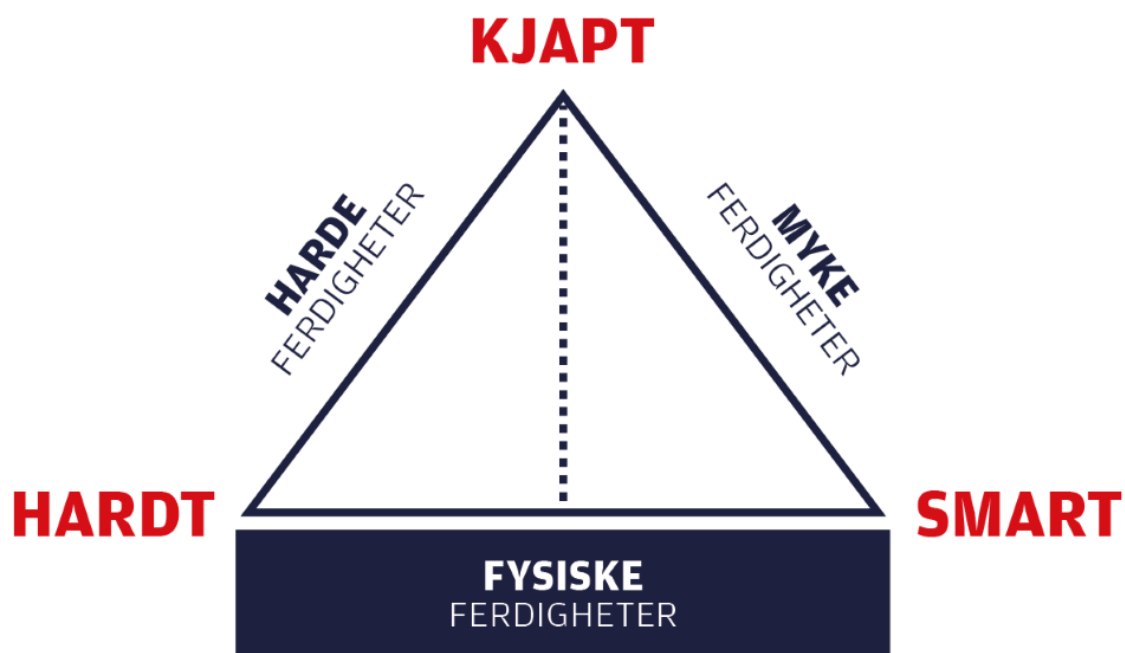 KJAPT
HARDE
FERDIGHETER
MYKE
FERDIGHETER
HARDT
SMART
FYSISKE
FERDIGHETER